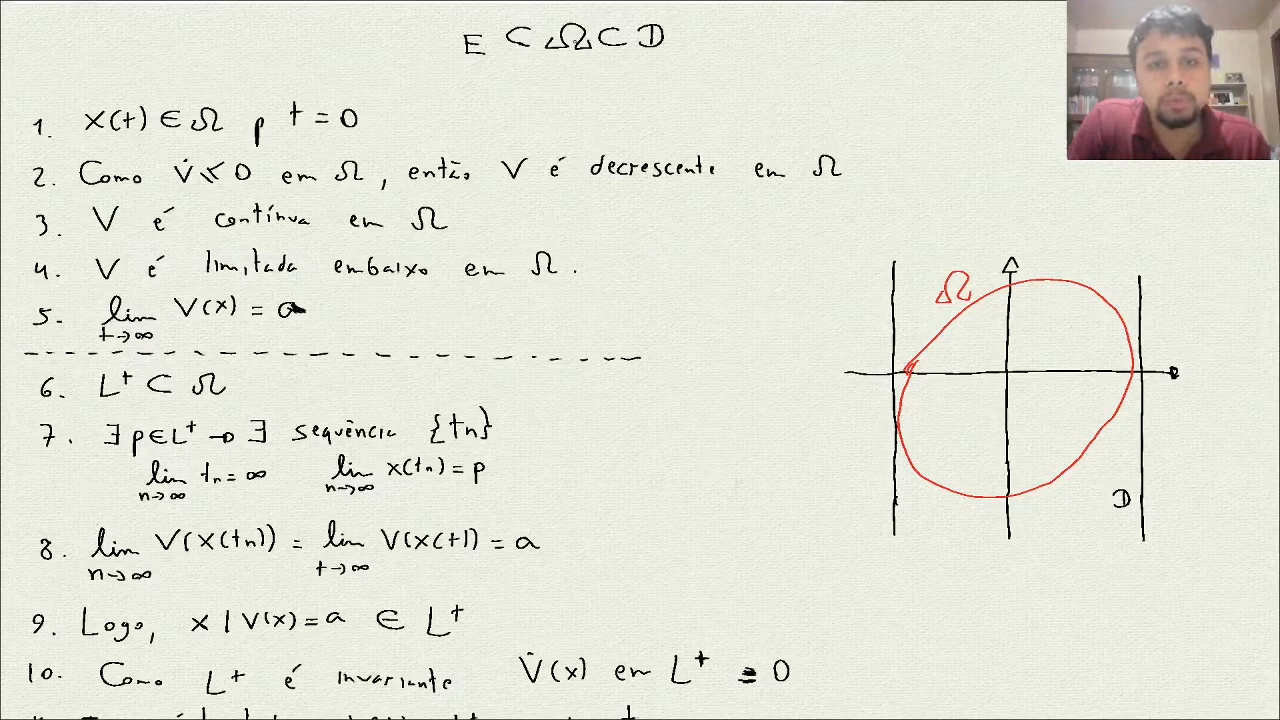 E ⊂ Ω ⊂ D
1. x(t) ∈ Ω p t = 0
2. Como V̇ ≤ 0 em Ω, então V é decrescente em Ω
3. V é contínua em Ω
4. V é limitada embaixo em Ω.
5. lim t→∞ V(x) = a
6. L⁺ ⊂ Ω
7. ∃ p ∈ L⁺ → ∃ sequência {tn}
lim n→∞ tn = ∞ lim n→∞ x(tn) = p
8. lim n→∞ V(x(tn)) = lim t→∞ V(x(t)) = a
9. Logo, x | V(x) = a ∈ L⁺
10. Como L⁺ é invariante V̇(x) em L⁺ = 0
Ω
D